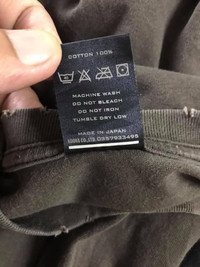 COTTON 100%
MACHINE WASH
DO NOT BLEACH
DO NOT IRON
TUMBLE DRY LOW
MADE IN JAPAN